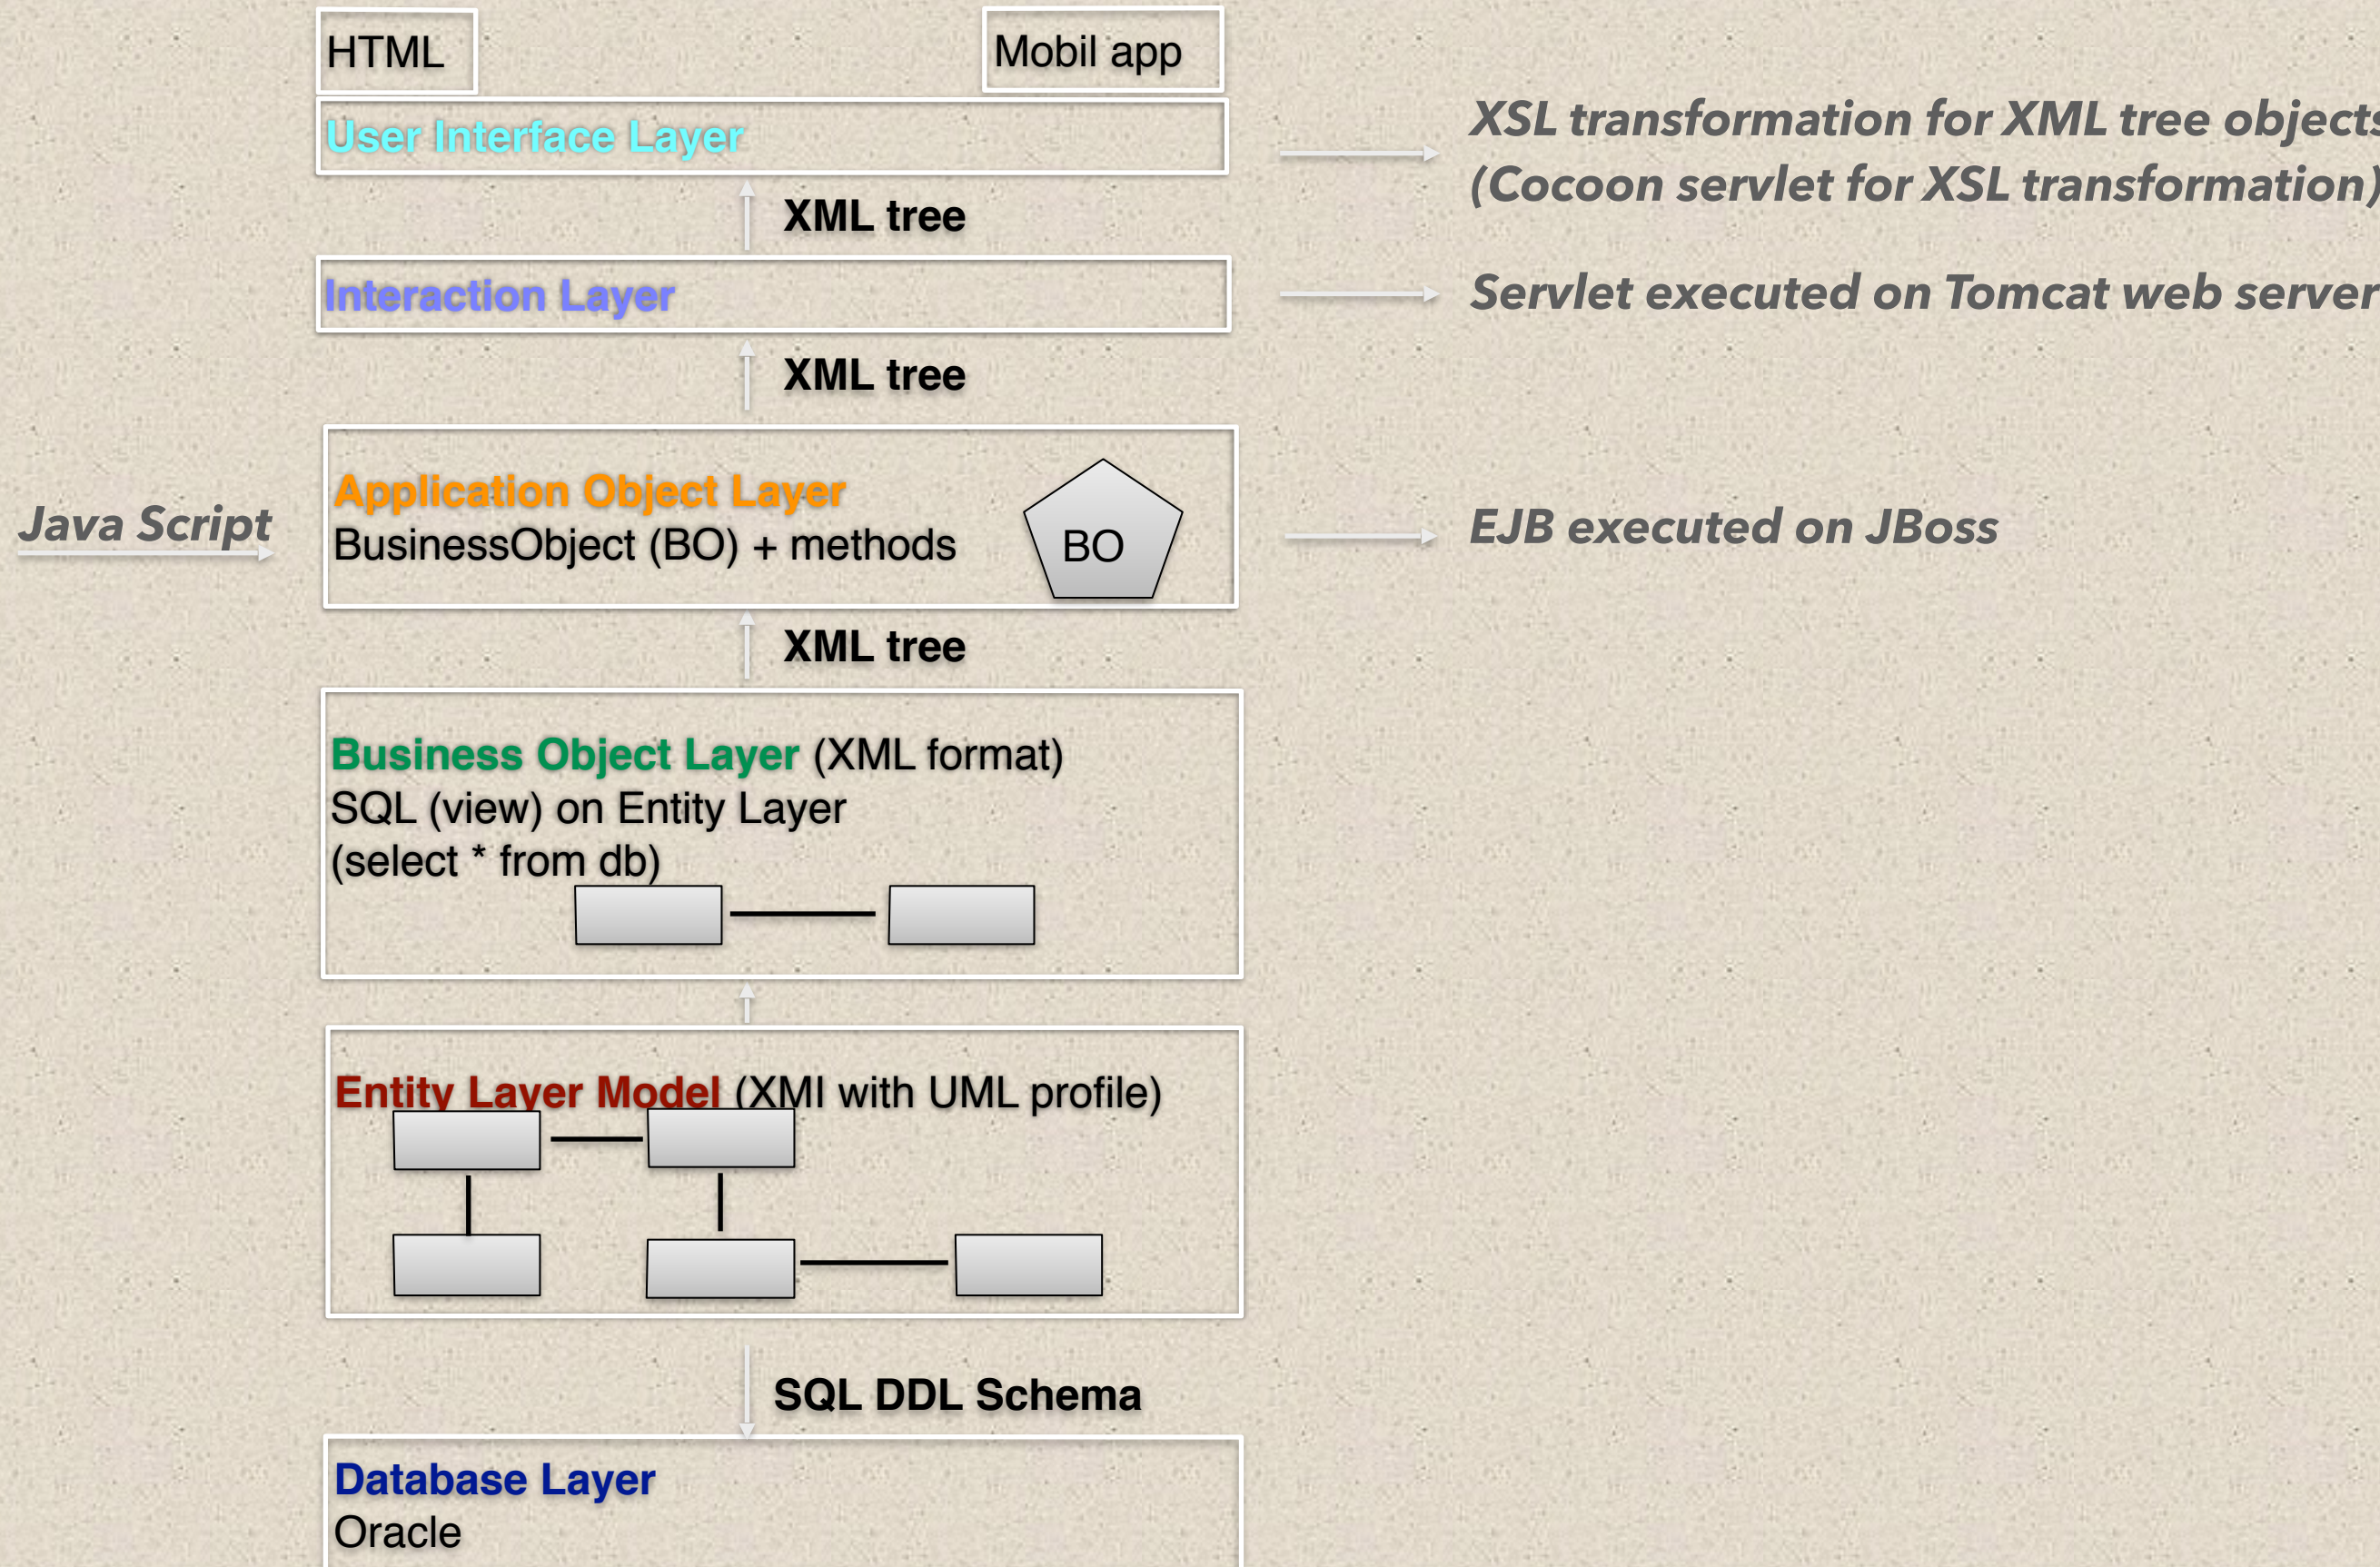 HTML
Mobil app
User Interface Layer
XSL transformation for XML tree objects
(Cocoon servlet for XSL transformation)
XML tree
Interaction Layer
Servlet executed on Tomcat web server
XML tree
Java Script
Application Object Layer
BusinessObject (BO) + methods
BO
EJB executed on JBoss
XML tree
Business Object Layer (XML format)
SQL (view) on Entity Layer
(select * from db)
Entity Layer Model (XMI with UML profile)
SQL DDL Schema
Database Layer
Oracle